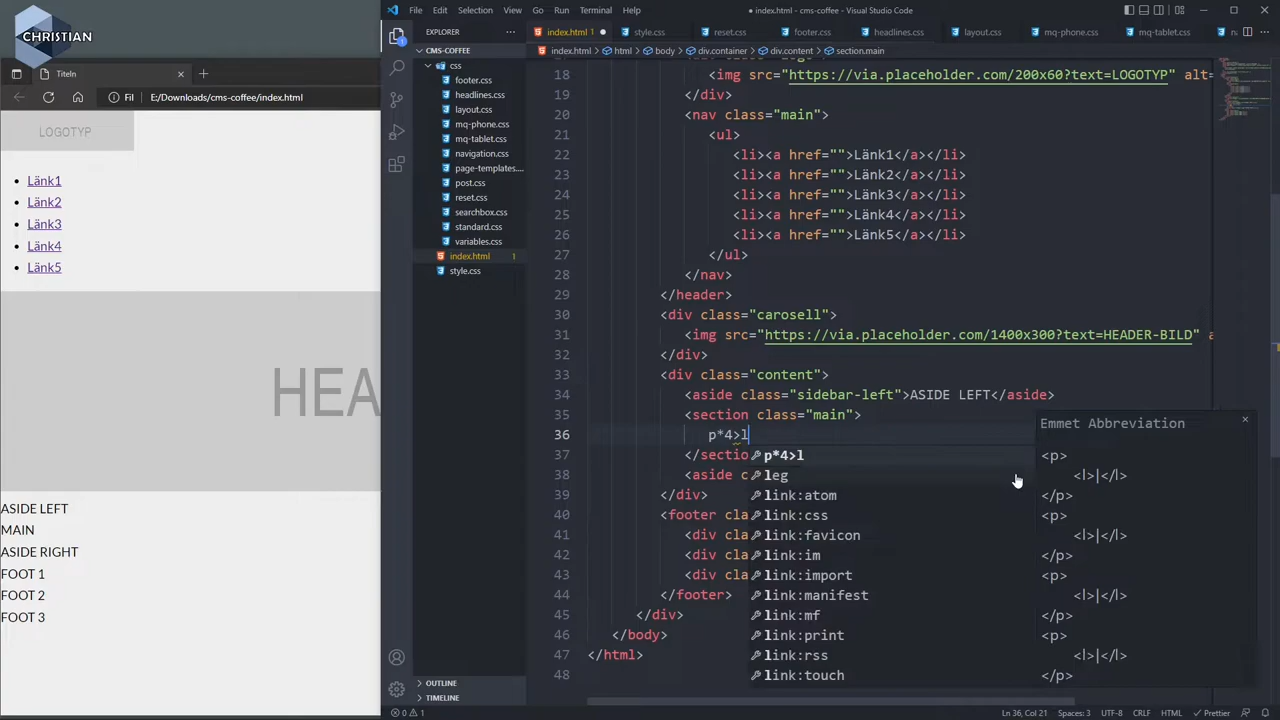 CHRISTIAN
Titeln
Fil
E:/Downloads/cms-coffee/index.html
LOGOTYP
Länk1
Länk2
Länk3
Länk4
Länk5
HEA
ASIDE LEFT
MAIN
ASIDE RIGHT
FOOT 1
FOOT 2
FOOT 3
File Edit Selection View Go Run Terminal Help
● index.html - cms-coffee - Visual Studio Code
EXPLORER
CMS-COFFEE
css
footer.css
headlines.css
layout.css
mq-phone.css
mq-tablet.css
navigation.css
page-templates....
post.css
reset.css
searchbox.css
standard.css
variables.css
index.html 1
style.css
OUTLINE
TIMELINE
index.html 1 style.css reset.css footer.css headlines.css layout.css mq-phone.css mq-tablet.css
index.html > html > body > div.container > div.content > section.main
18 <img src="https://via.placeholder.com/200x60?text=LOGOTYP" alt=
19 </div>
20 <nav class="main">
21 <ul>
22 <li><a href="">Länk1</a></li>
23 <li><a href="">Länk2</a></li>
24 <li><a href="">Länk3</a></li>
25 <li><a href="">Länk4</a></li>
26 <li><a href="">Länk5</a></li>
27 </ul>
28 </nav>
29 </header>
30 <div class="carosell">
31 <img src="https://via.placeholder.com/1400x300?text=HEADER-BILD" a
32 </div>
33 <div class="content">
34 <aside class="sidebar-left">ASIDE LEFT</aside>
35 <section class="main">
36 p*4>l
37 </sectio
38 <aside c
39 </div>
40 <footer cla
41 <div cla
42 <div cla
43 <div cla
44 </footer>
45 </div>
46 </body>
47 </html>
48
p*4>l
leg
link:atom
link:css
link:favicon
link:im
link:import
link:manifest
link:mf
link:print
link:rss
link:touch
Emmet Abbreviation
<p>
<l>|</l>
</p>
<p>
<l>|</l>
</p>
<p>
<l>|</l>
</p>
<p>
<l>|</l>
</p>
0 1
Ln 36, Col 21 Spaces: 3 UTF-8 CRLF HTML Prettier